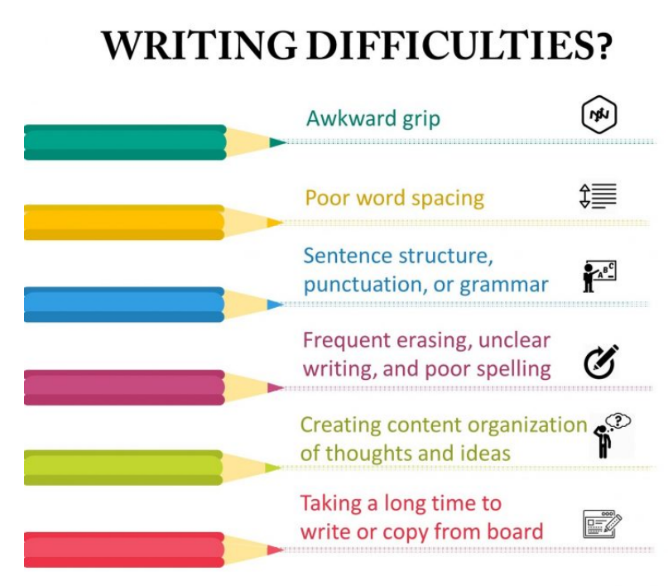 WRITING DIFFICULTIES?
Awkward grip
Poor word spacing
Sentence structure,
punctuation, or grammar
A B C
Frequent erasing, unclear
writing, and poor spelling
Creating content organization
?
of thoughts and ideas
Taking a long time to
write or copy from board